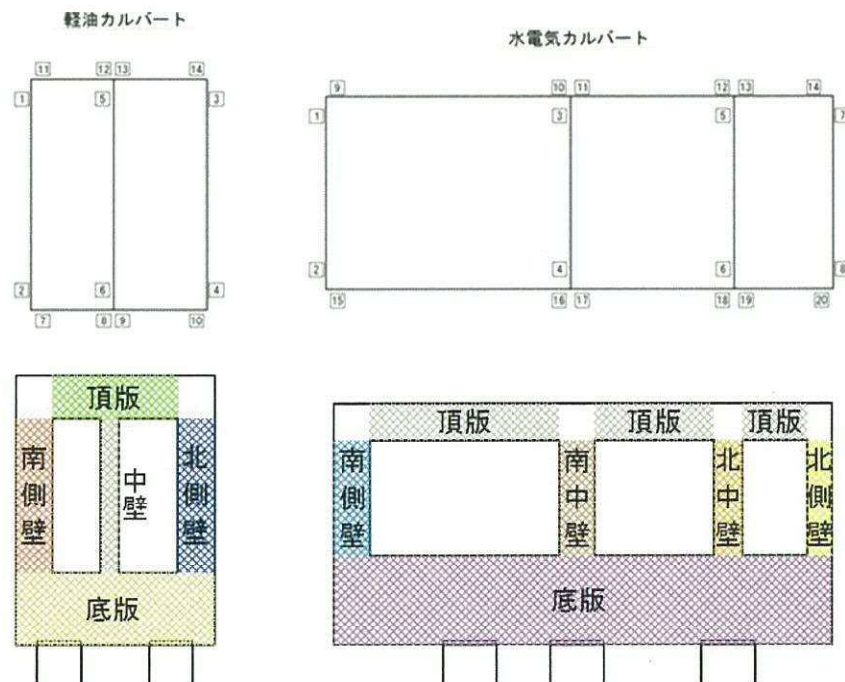 軽油カルバート
11 12 13 14
1 5 3
2 6 4
7 8 9 10
水電気カルバート
9 10 11 12 13 14
1 3 5 7
2 4 6 8
15 16 17 18 19 20
頂版
南側壁
中壁
北側壁
底版
頂版 頂版 頂版
南側壁
南中壁
北中壁
北側壁
底版